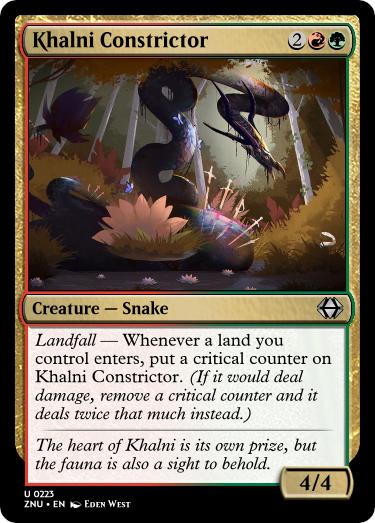 Khalni Constrictor 2
Creature — Snake
Landfall — Whenever a land you
control enters, put a critical counter on
Khalni Constrictor. (If it would deal
damage, remove a critical counter and it
deals twice that much instead.)
The heart of Khalni is its own prize, but
the fauna is also a sight to behold.
4/4
U 0223
ZNU • EN Eden West